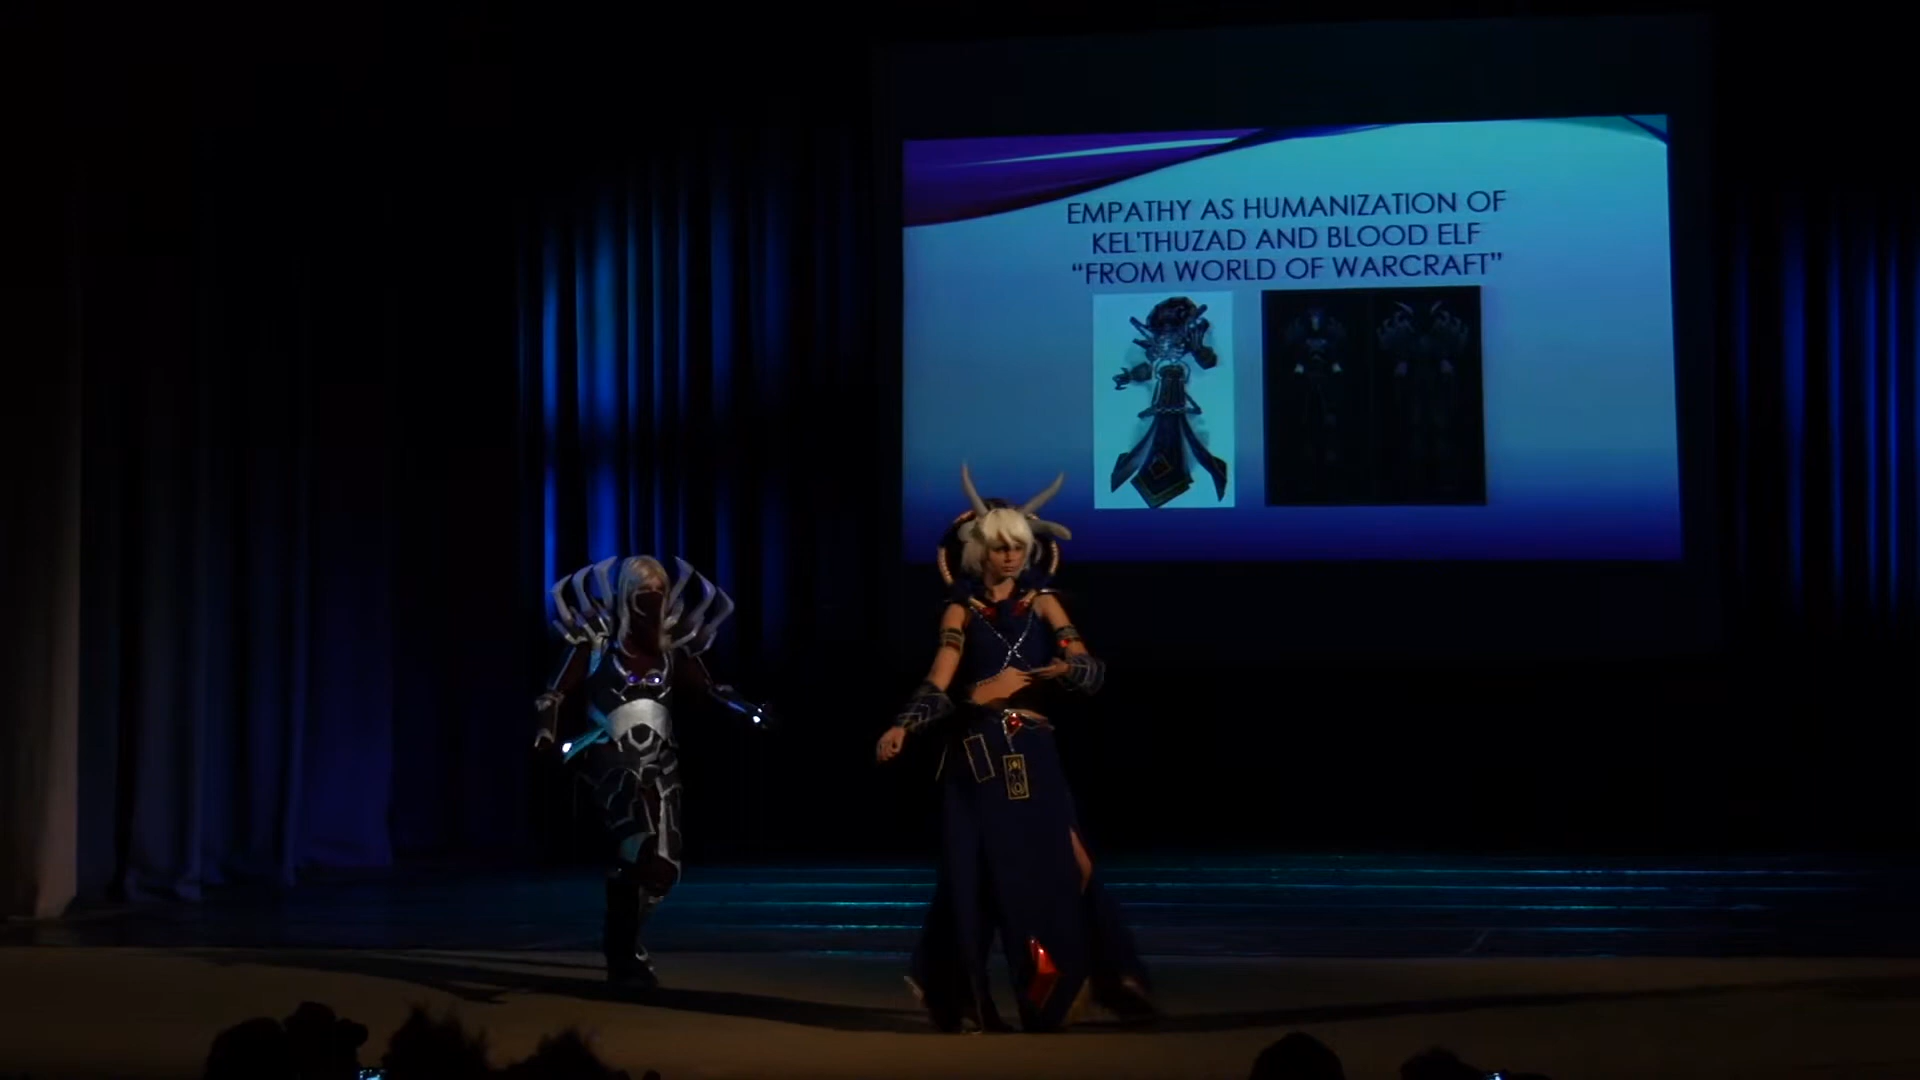 EMPATHY AS HUMANIZATION OF
KEL'THUZAD AND BLOOD ELF
“FROM WORLD OF WARCRAFT”